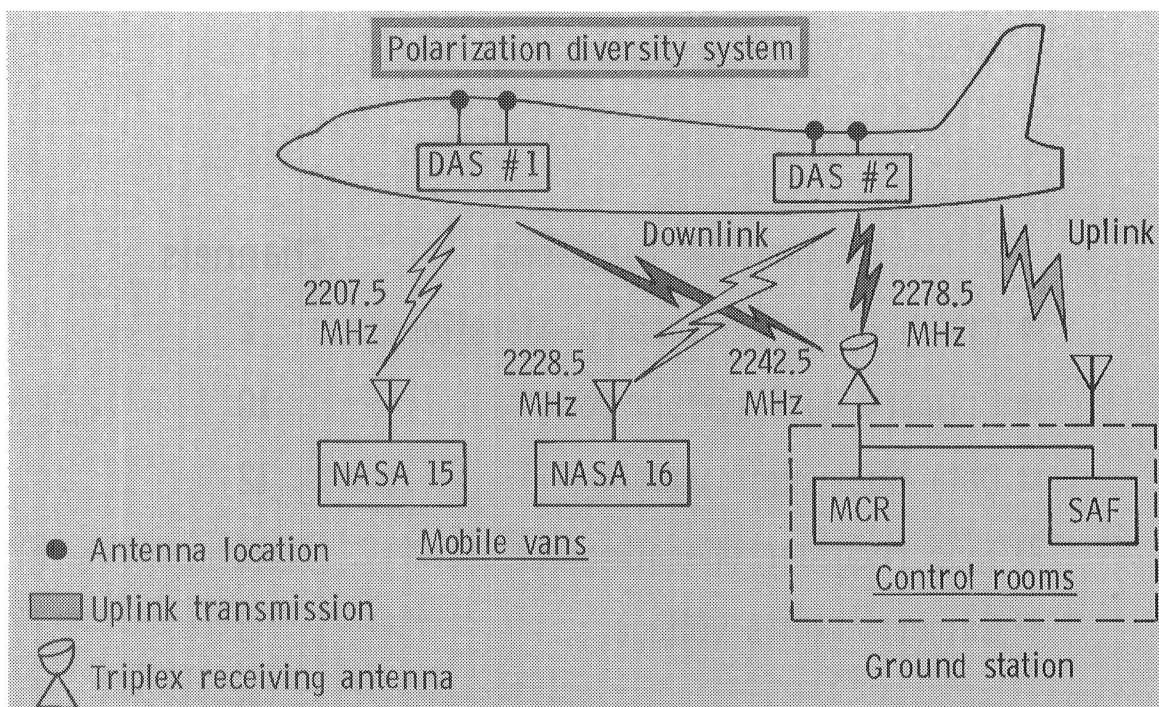 Polarization diversity system
DAS #1
DAS #2
Downlink
Uplink
2207.5
MHz
2278.5
MHz
2228.5
MHz
2242.5
MHz
NASA 15
NASA 16
MCR
SAF
Mobile vans
Control rooms
Antenna location
Uplink transmission
Triplex receiving antenna
Ground station